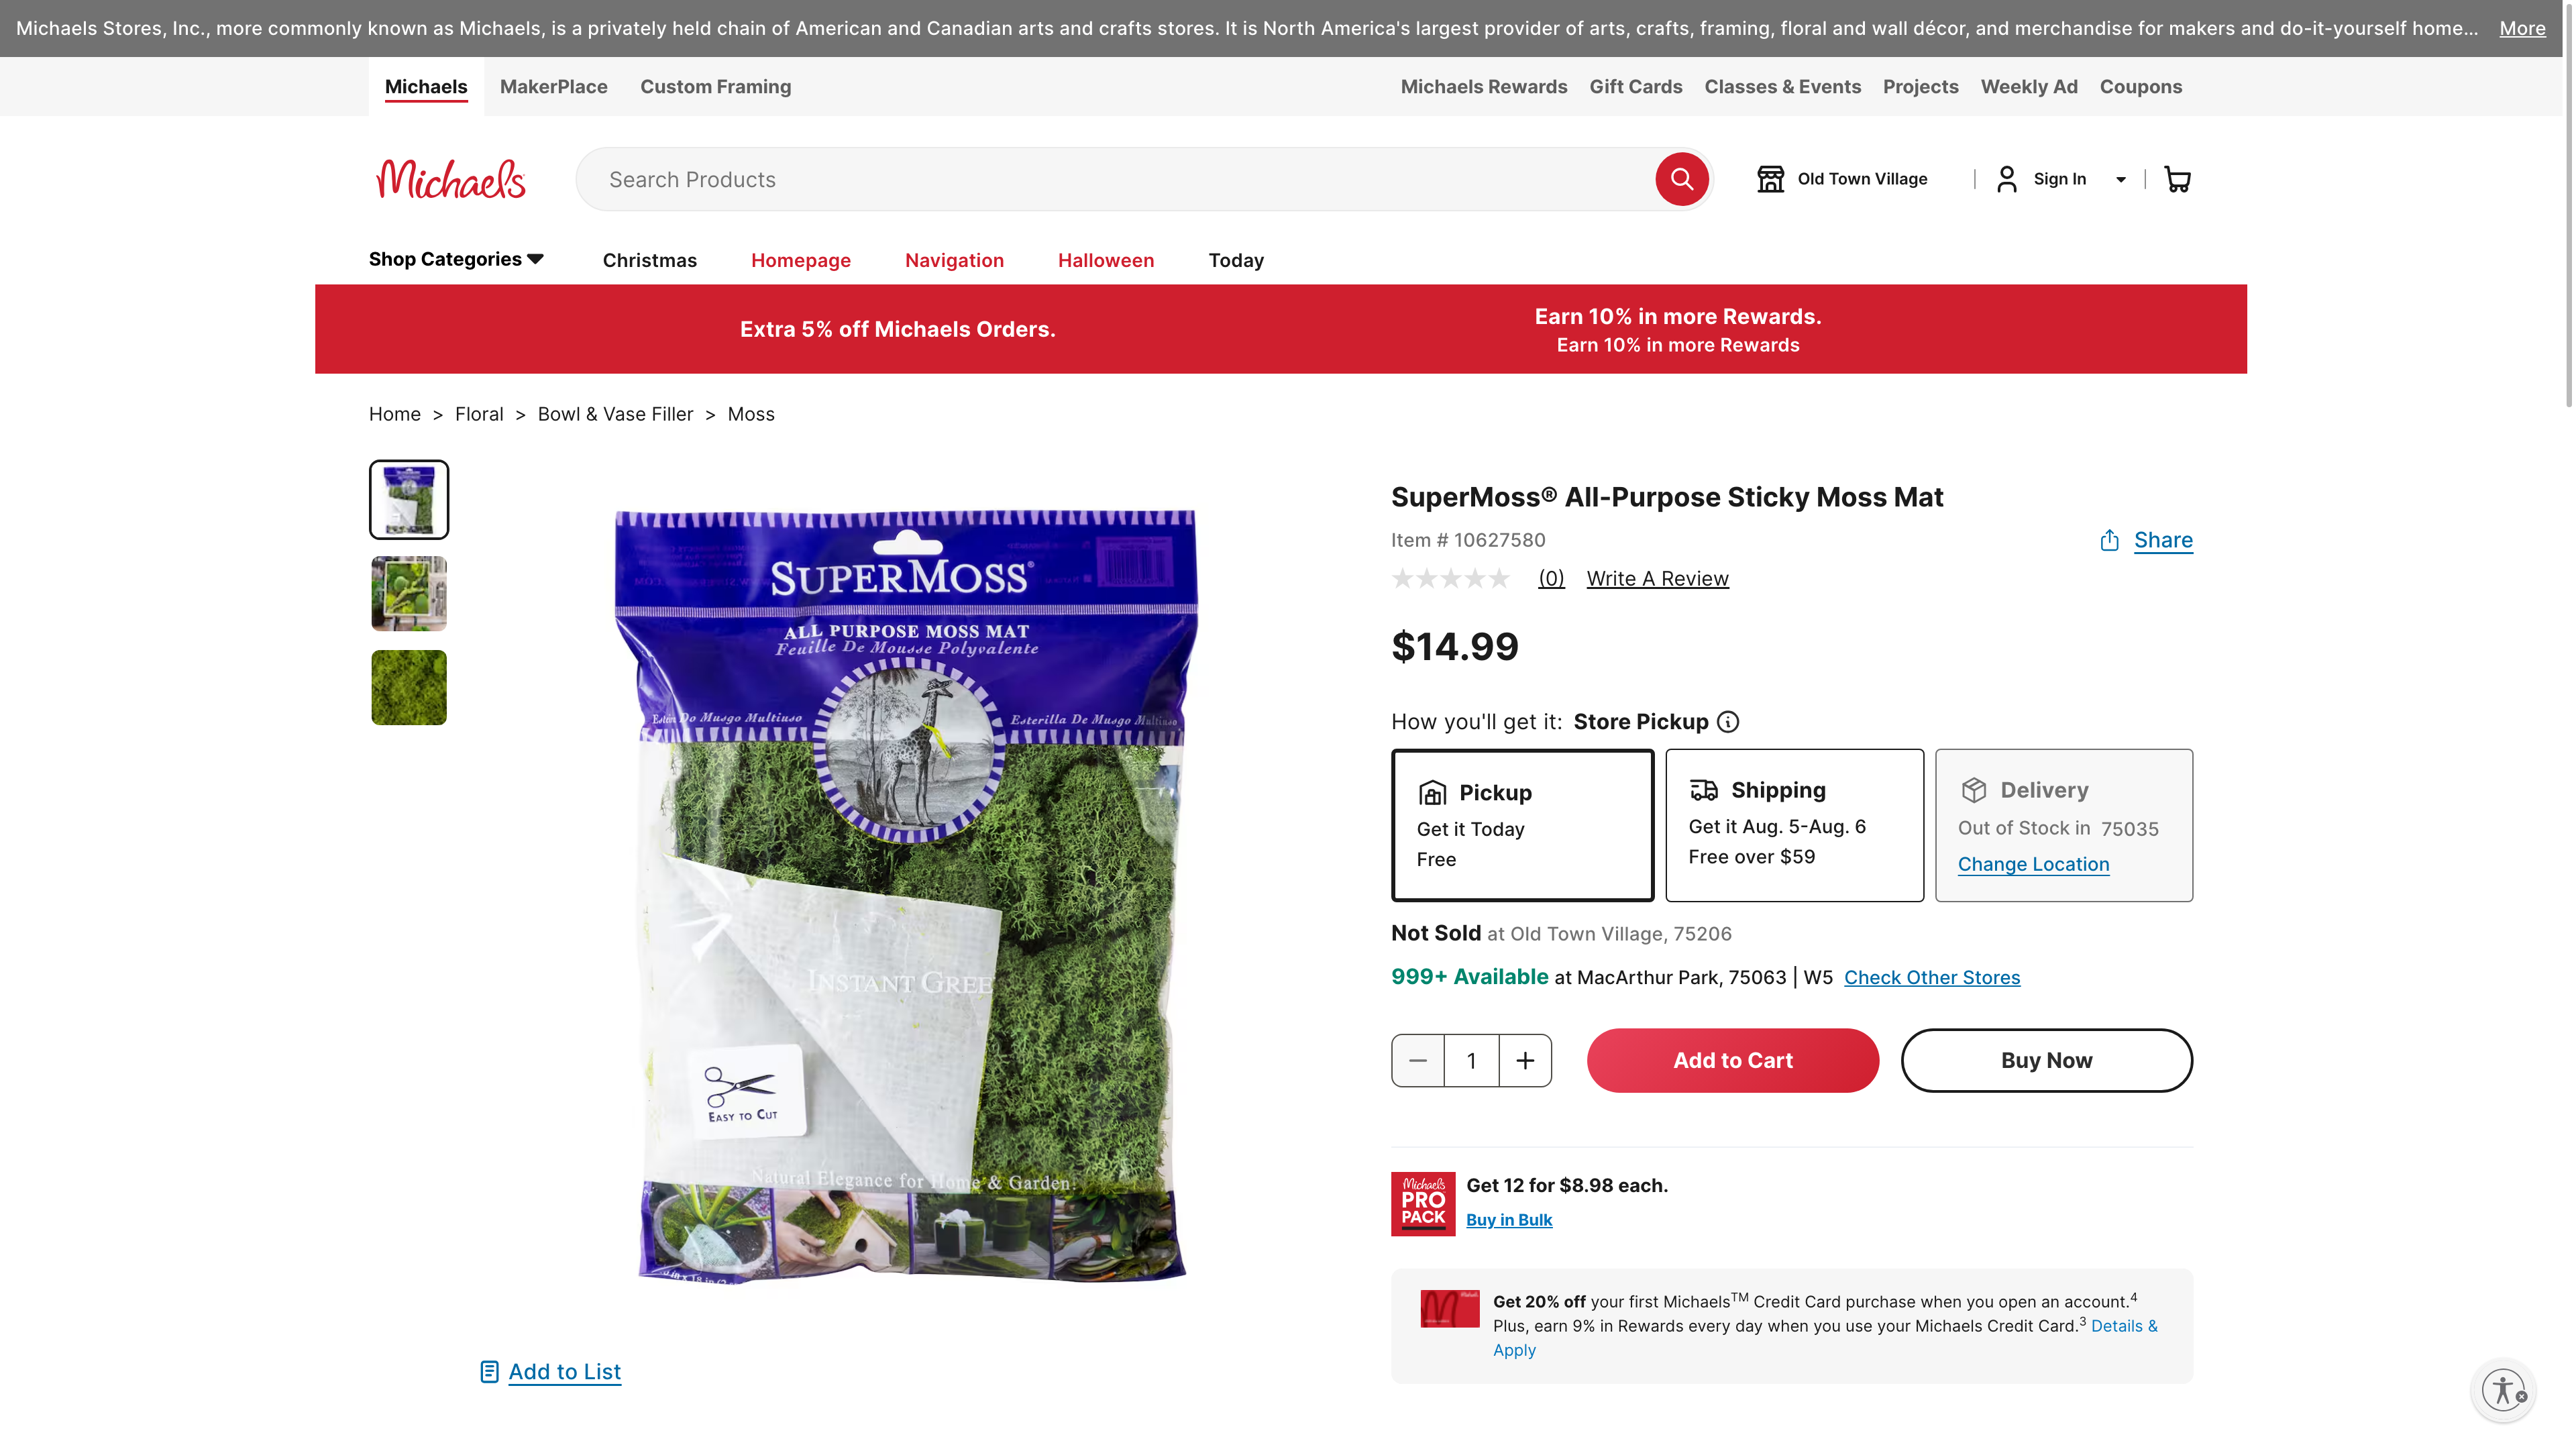 Michaels Stores, Inc., more commonly known as Michaels, is a privately held chain of American and Canadian arts and crafts stores. It is North America's largest provider of arts, crafts, framing, floral and wall décor, and merchandise for makers and do-it-yourself home... More
Michaels MakerPlace Custom Framing Michaels Rewards Gift Cards Classes & Events Projects Weekly Ad Coupons
Michaels Search Products Old Town Village | Sign In |
Shop Categories Christmas Homepage Navigation Halloween Today
Extra 5% off Michaels Orders.
Earn 10% in more Rewards.
Earn 10% in more Rewards
Home > Floral > Bowl & Vase Filler > Moss
SUPERMOSS®
ALL PURPOSE MOSS MAT
Feuille De Mousse Polyvalente
Musgo Multiuso
Esterilla De Musgo Multiuso
INSTANT GREE
EASY TO CUT
Natural Elegance for Home & Garden.
Add to List
SuperMoss® All-Purpose Sticky Moss Mat
Item # 10627580
Share
(0) Write A Review
$14.99
How you'll get it: Store Pickup
Pickup
Get it Today
Free
Shipping
Get it Aug. 5-Aug. 6
Free over $59
Delivery
Out of Stock in 75035
Change Location
Not Sold at Old Town Village, 75206
999+ Available at MacArthur Park, 75063 | W5 Check Other Stores
1
Add to Cart
Buy Now
Michaels
PRO
PACK
Get 12 for $8.98 each.
Buy in Bulk
Get 20% off your first Michaels™ Credit Card purchase when you open an account.⁴
Plus, earn 9% in Rewards every day when you use your Michaels Credit Card.³ Details &
Apply